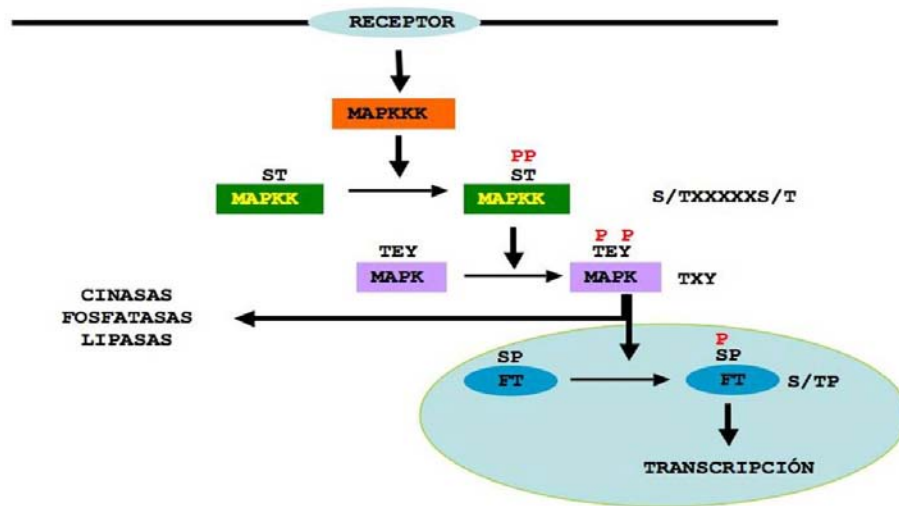 RECEPTOR
MAPKKK
PP
ST
ST
MAPKK
MAPKK
S/TXXXXXS/T
P P
TEY
TEY
MAPK
MAPK
TXY
CINASAS
FOSFATASAS
LIPASAS
P
SP
SP
FT
FT
S/TP
TRANSCRIPCIÓN